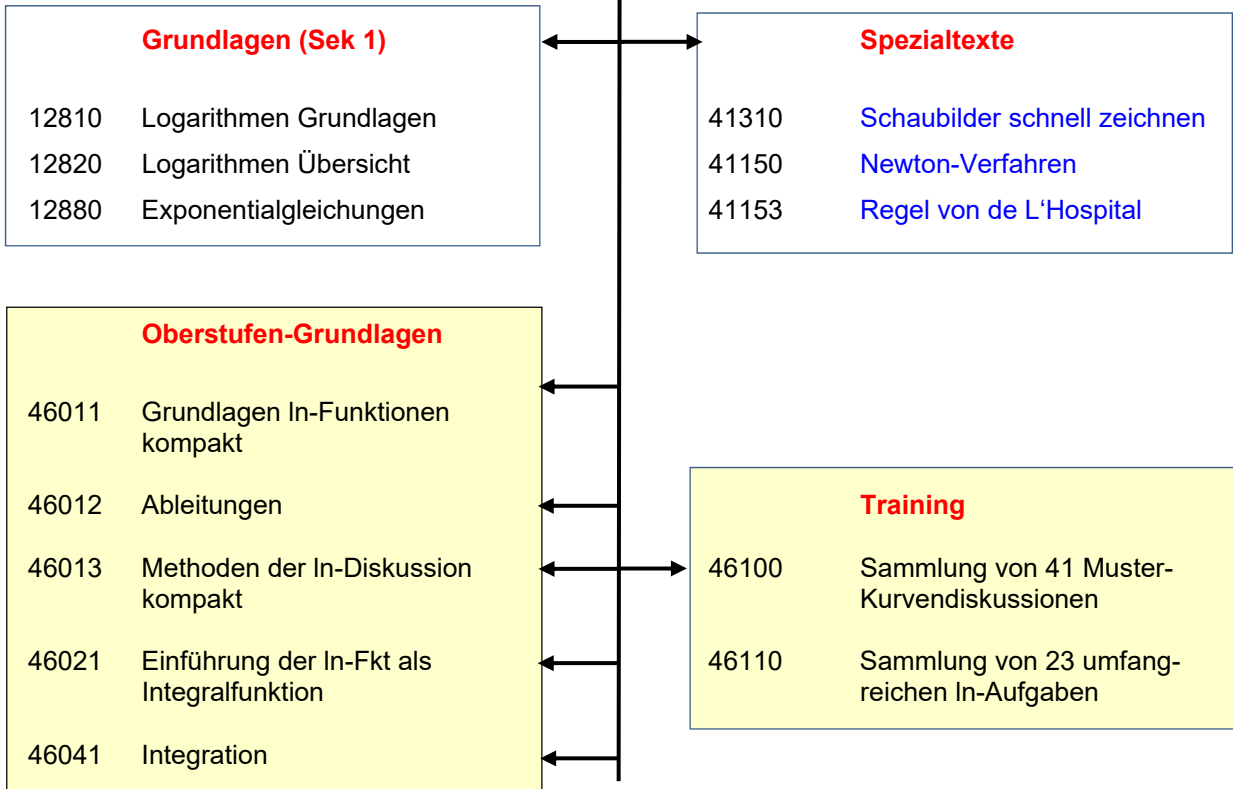 Grundlagen (Sek 1)
12810 Logarithmen Grundlagen
12820 Logarithmen Übersicht
12880 Exponentialgleichungen
Spezialtexte
41310 Schaubilder schnell zeichnen
41150 Newton-Verfahren
41153 Regel von de L‘Hospital
Oberstufen-Grundlagen
46011 Grundlagen ln-Funktionen
kompakt
46012 Ableitungen
46013 Methoden der ln-Diskussion
kompakt
46021 Einführung der ln-Fkt als
Integralfunktion
46041 Integration
Training
46100 Sammlung von 41 Muster-
Kurvendiskussionen
46110 Sammlung von 23 umfang-
reichen ln-Aufgaben